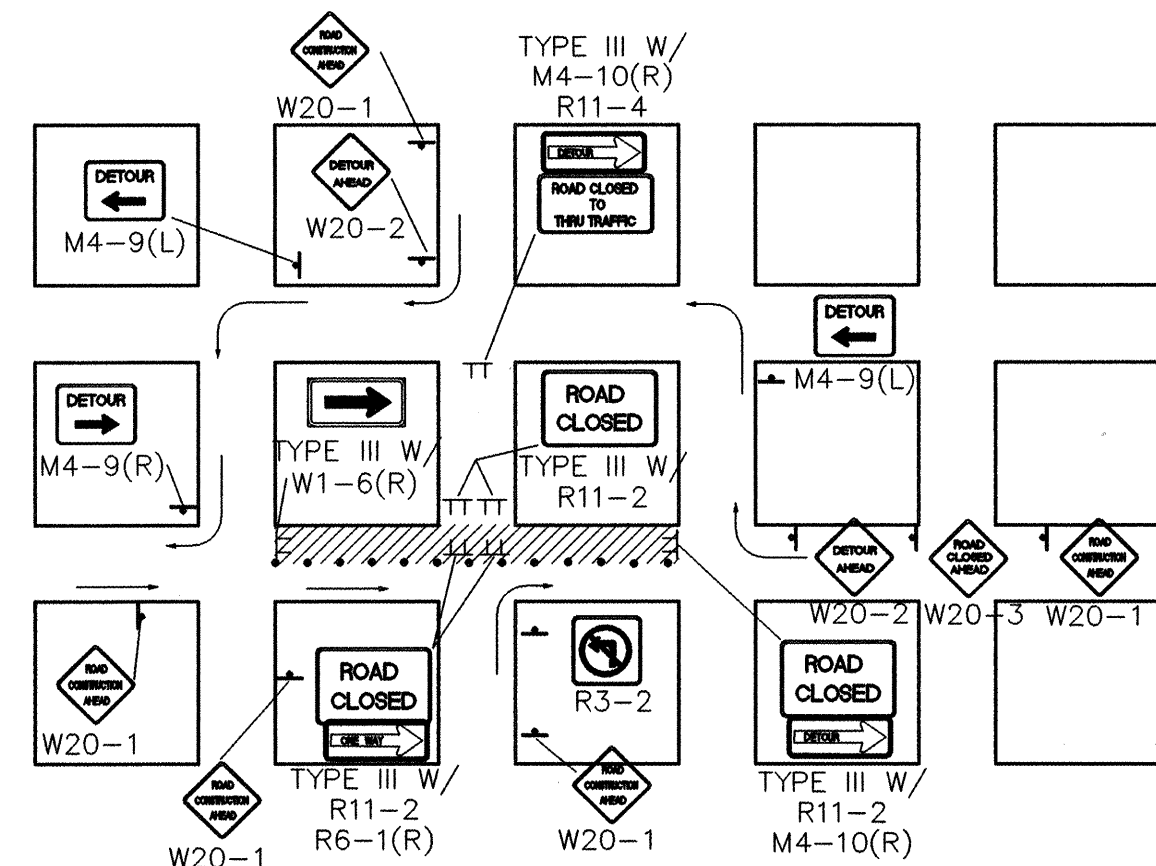 ROAD
CONSTRUCTION
AHEAD
W20-1
TYPE III W/
M4-10(R)
R11-4
DETOUR
ROAD CLOSED
TO
THRU TRAFFIC
DETOUR
M4-9(L)
DETOUR
AHEAD
W20-2
DETOUR
M4-9(L)
DETOUR
M4-9(R)
TYPE III W/
W1-6(R)
ROAD
CLOSED
TYPE III W/
R11-2
DETOUR
AHEAD
W20-2
ROAD
CLOSED
AHEAD
W20-3
ROAD
CONSTRUCTION
AHEAD
W20-1
ROAD
CONSTRUCTION
AHEAD
W20-1
ROAD
CONSTRUCTION
AHEAD
W20-1
ROAD
CLOSED
ONE WAY
TYPE III W/
R11-2
R6-1(R)
R3-2
ROAD
CONSTRUCTION
AHEAD
W20-1
ROAD
CLOSED
DETOUR
TYPE III W/
R11-2
M4-10(R)